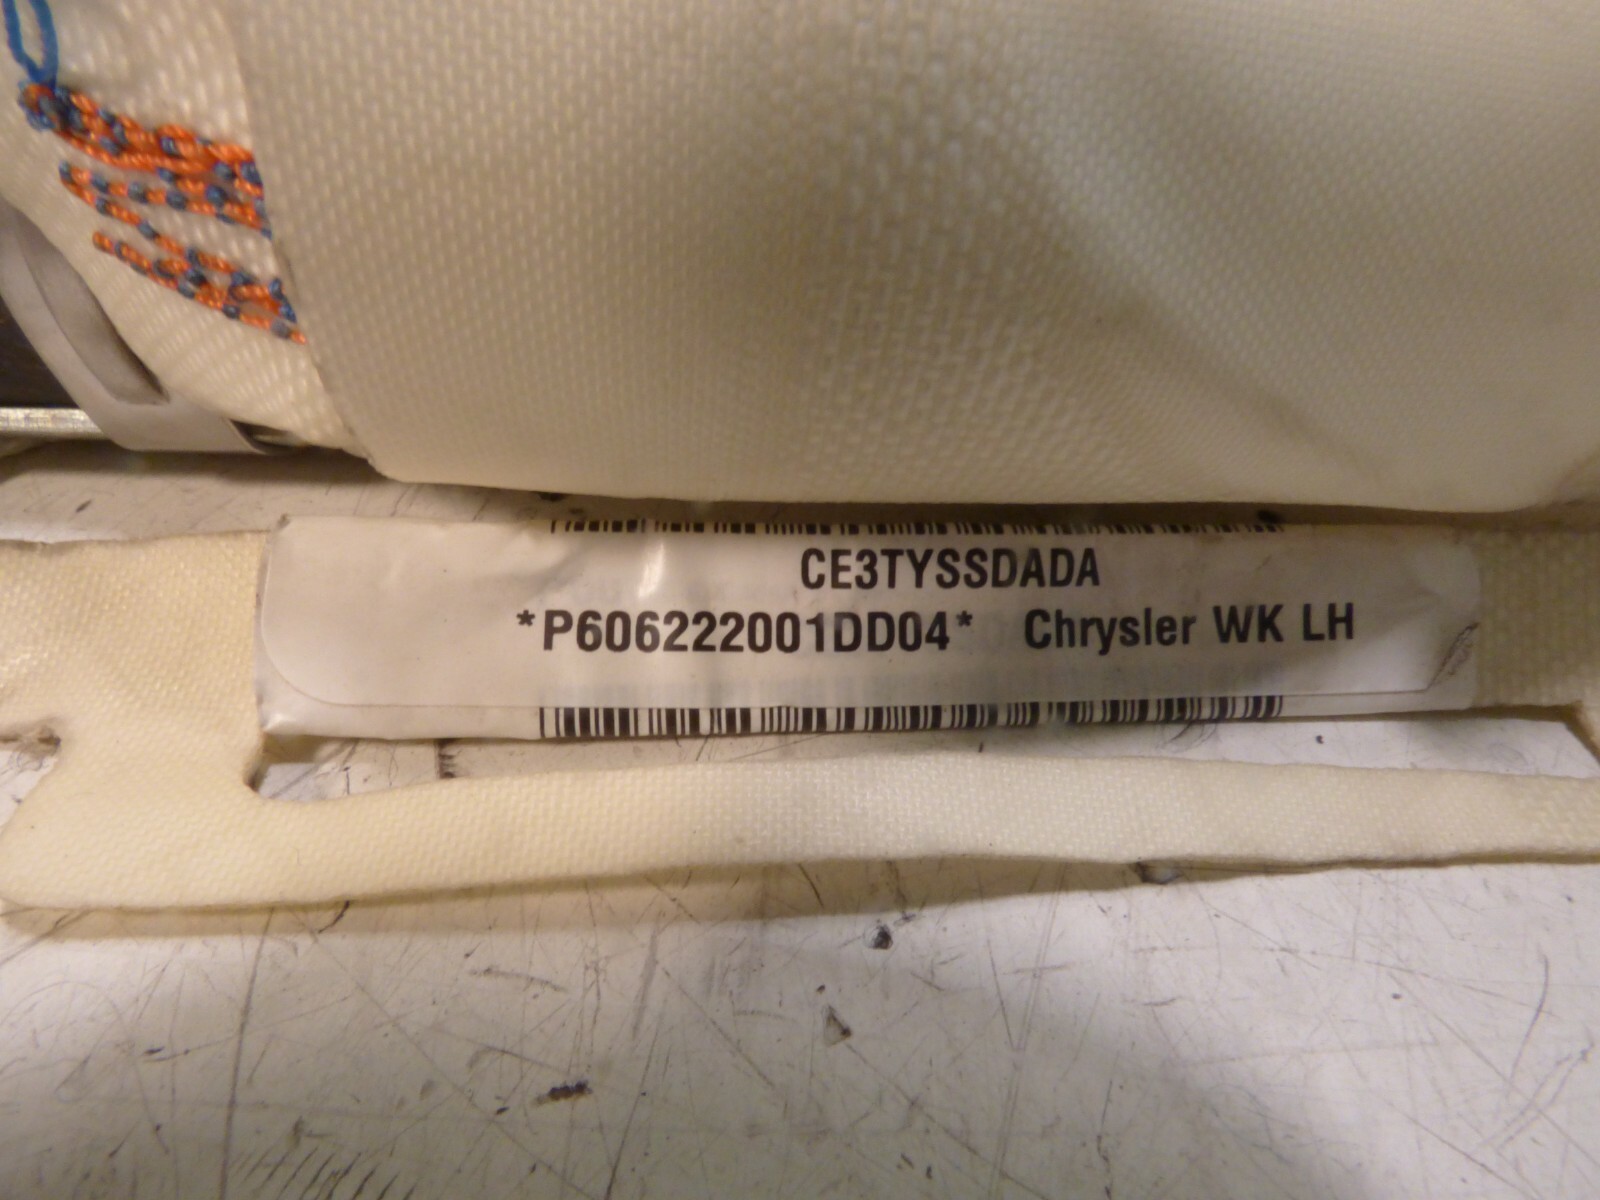 CE3TYSSDADA
*P606222001DD04* Chrysler WK LH